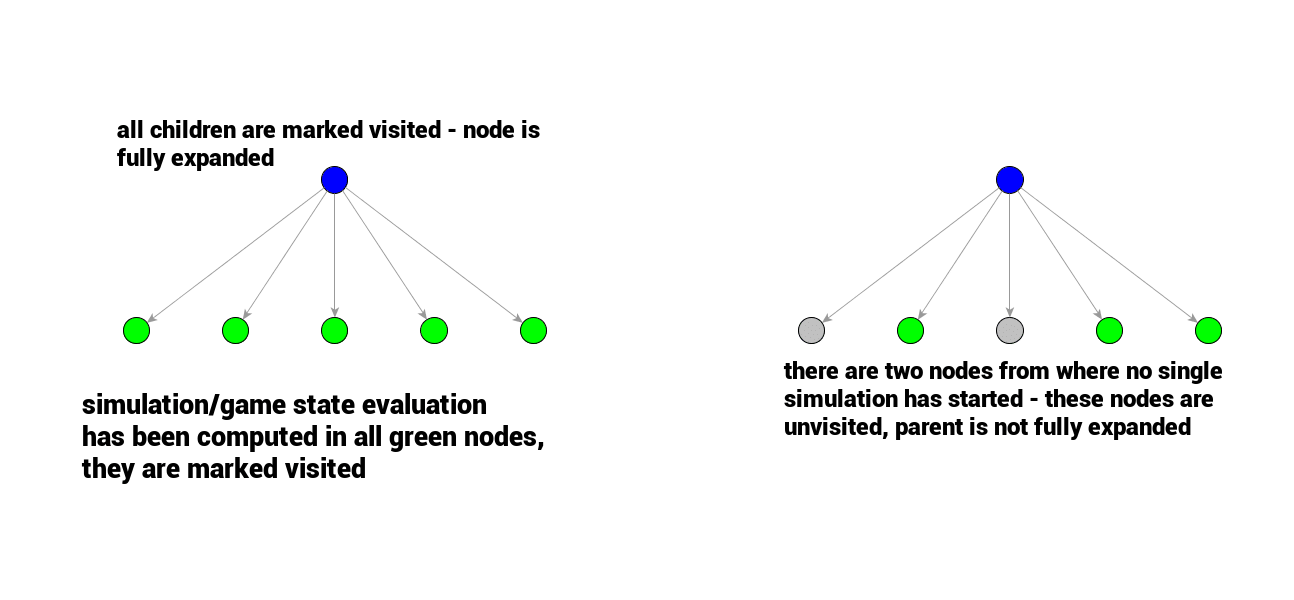 all children are marked visited - node is
fully expanded
simulation/game state evaluation
has been computed in all green nodes,
they are marked visited
there are two nodes from where no single
simulation has started - these nodes are
unvisited, parent is not fully expanded